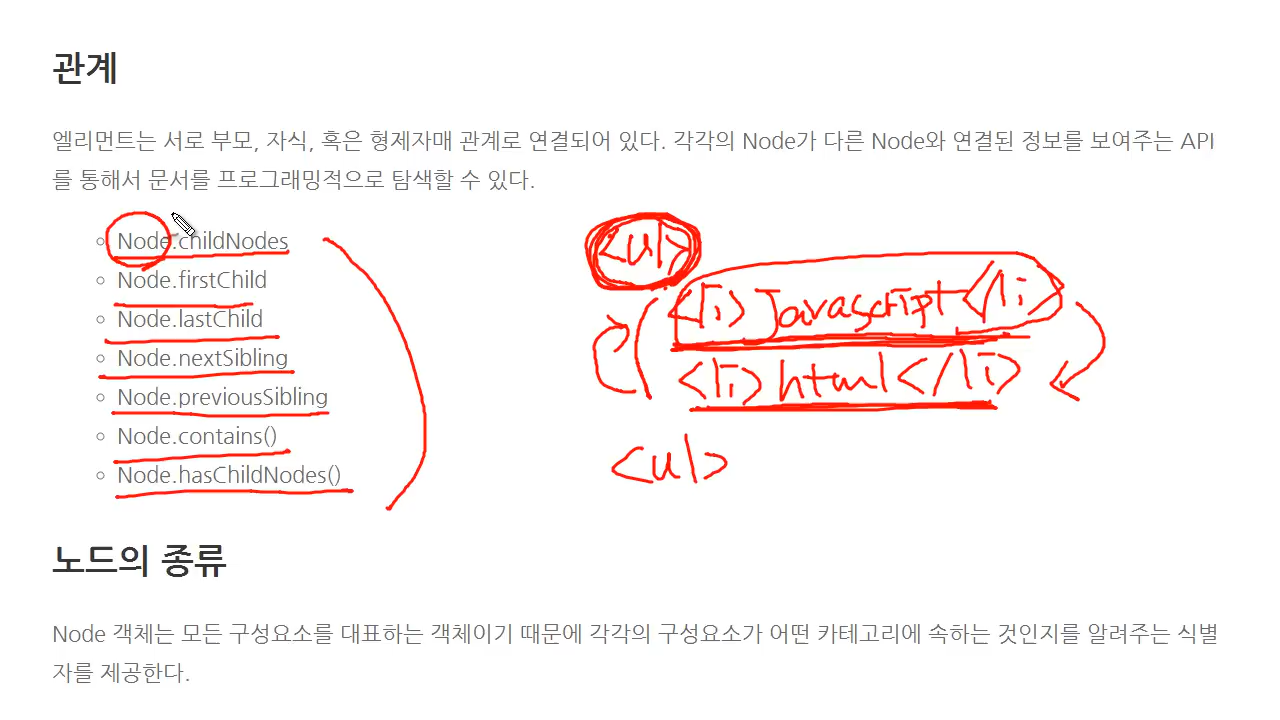 관계
엘리먼트는 서로 부모, 자식, 혹은 형제자매 관계로 연결되어 있다. 각각의 Node가 다른 Node와 연결된 정보를 보여주는 API
를 통해서 문서를 프로그래밍적으로 탐색할 수 있다.
Node.childNodes
Node.firstChild
Node.lastChild
Node.nextSibling
Node.previousSibling
Node.contains()
Node.hasChildNodes()
<ul>
<li>Javascript</li>
<li>html</li>
<ul>
노드의 종류
Node 객체는 모든 구성요소를 대표하는 객체이기 때문에 각각의 구성요소가 어떤 카테고리에 속하는 것인지를 알려주는 식별
자를 제공한다.